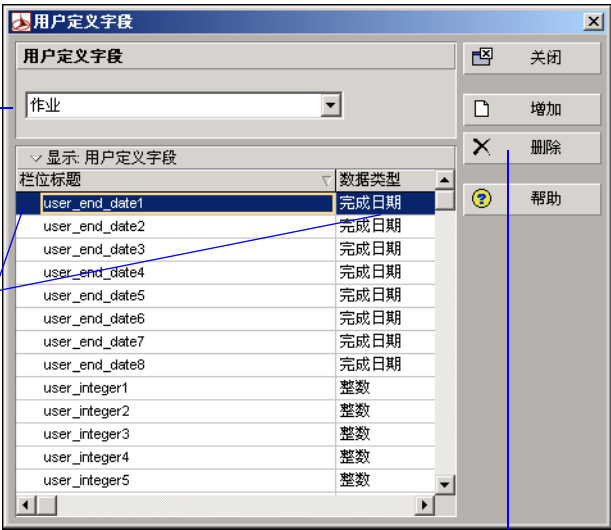 用户定义字段
用户定义字段
关闭
作业
增加
删除
显示: 用户定义字段
栏位标题 数据类型
帮助
user_end_date1 完成日期
user_end_date2 完成日期
user_end_date3 完成日期
user_end_date4 完成日期
user_end_date5 完成日期
user_end_date6 完成日期
user_end_date7 完成日期
user_end_date8 完成日期
user_integer1 整数
user_integer2 整数
user_integer3 整数
user_integer4 整数
user_integer5 整数